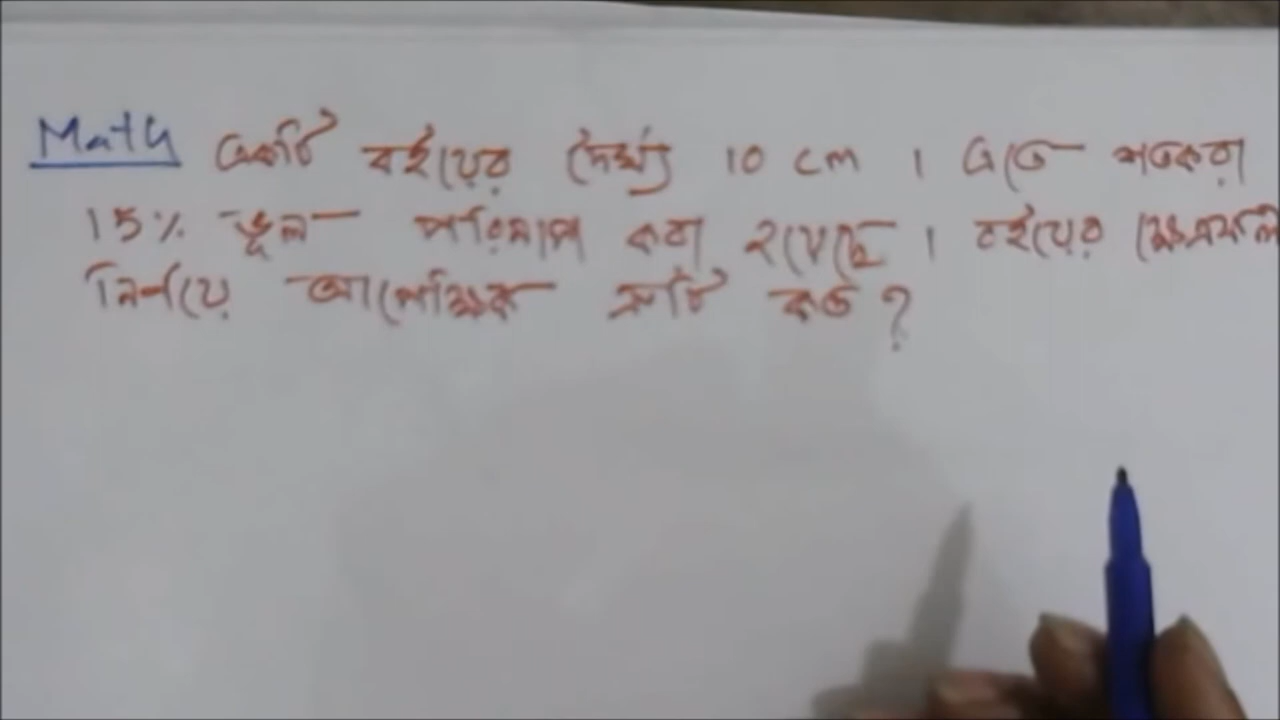 Math একটি বইয়ের দৈর্ঘ্য 10 cm । এতে শতকরা
15% ভূল পরিমাপ করা হয়েছে । বইয়ের ক্ষেত্রফল
নির্ণয়ে আপেক্ষিক ত্রুটি কত ?